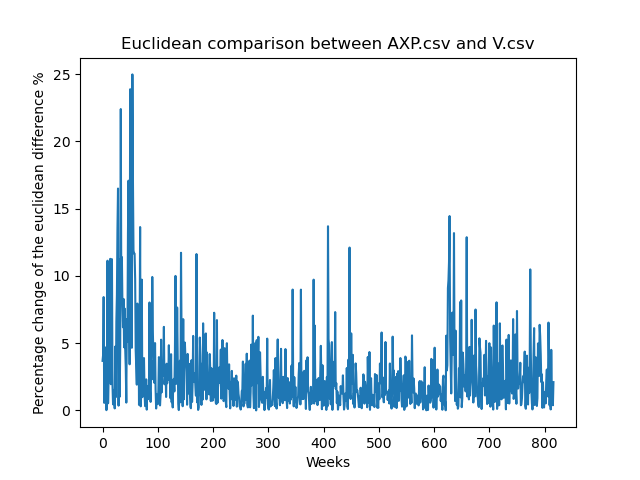 Euclidean comparison between AXP.csv and V.csv
Percentage change of the euclidean difference %
25
20
15
10
5
0
0 100 200 300 400 500 600 700 800
Weeks